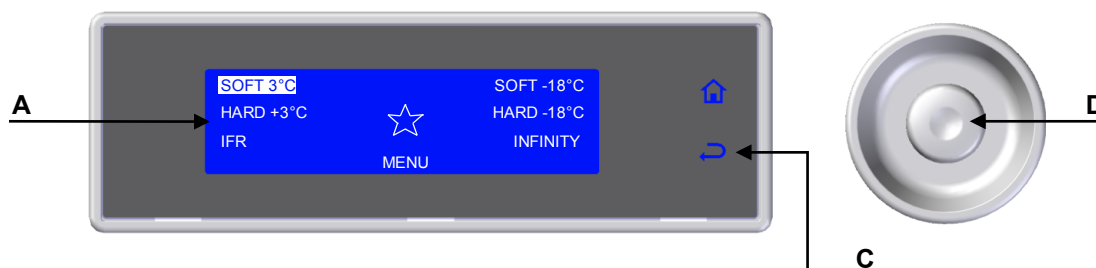 A
SOFT 3°C
SOFT -18°C
HARD +3°C
HARD -18°C
IFR
INFINITY
MENU
D
C